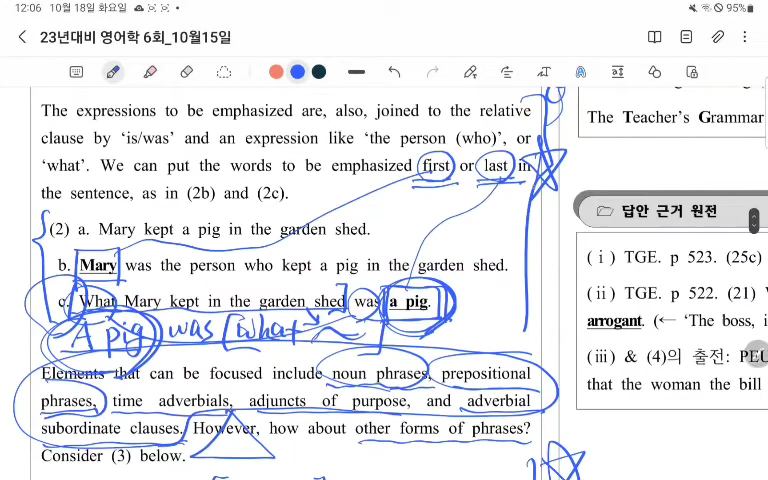 12:06 10월 18일 화요일 95%
23년대비 영어학 6회_10월15일
The expressions to be emphasized are, also, joined to the relative
clause by ‘is/was’ and an expression like ‘the person (who)’, or
‘what’. We can put the words to be emphasized first or last in
the sentence, as in (2b) and (2c).
(2) a. Mary kept a pig in the garden shed.
b. Mary was the person who kept a pig in the garden shed.
c. What Mary kept in the garden shed was a pig.
A pig was [what
Elements that can be focused include noun phrases, prepositional
phrases, time adverbials, adjuncts of purpose, and adverbial
subordinate clauses. However, how about other forms of phrases?
Consider (3) below.
The Teacher’s Grammar
답안 근거 원전
(ⅰ) TGE. p 523. (25c)
(ⅱ) TGE. p 522. (21)
arrogant. (← ‘The boss, i
(ⅲ) & (4)의 출전: PEU
that the woman the bill